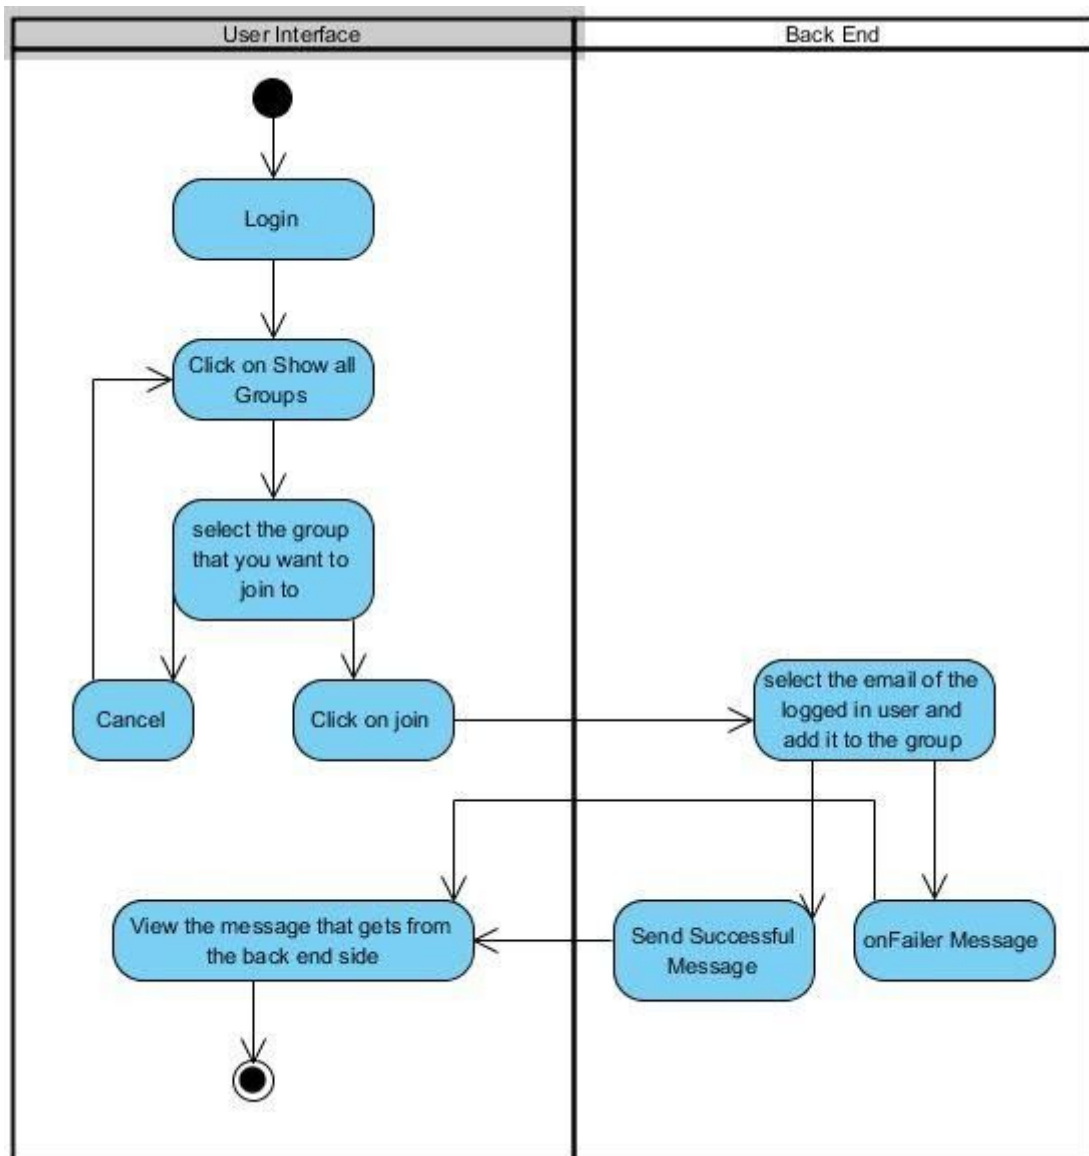 User Interface
Back End
Login
Click on Show all
Groups
select the group
that you want to
join to
Cancel
Click on join
select the email of the
logged in user and
add it to the group
View the message that gets from
the back end side
Send Successful
Message
onFailer Message